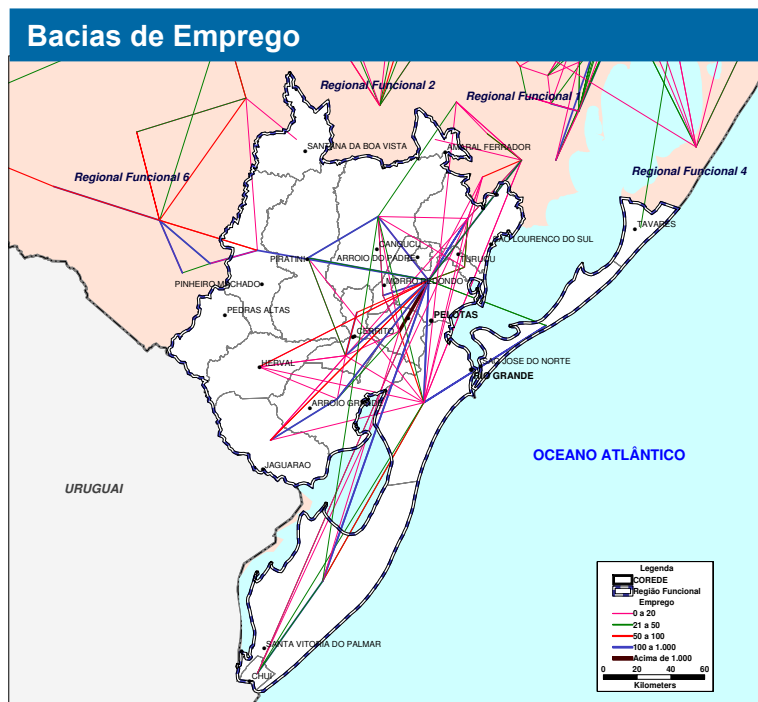 Bacias de Emprego
Regional Funcional 2
Regional Funcional 1
SANTANA DA BOA VISTA
AMARAL FERRADOR
Regional Funcional 6
Regional Funcional 4
TAVARES
SAO LOURENCO DO SUL
CANGUCU
TURUCU
PIRATINI
ARROIO DO PADRE
PINHEIRO MACHADO
MORRO REDONDO
PEDRAS ALTAS
PELOTAS
CERRITO
SAO JOSE DO NORTE
HERVAL
RIO GRANDE
ARROIO GRANDE
OCEANO ATLÂNTICO
JAGUARAO
URUGUAI
Legenda
COREDE
Região Funcional
Emprego
0 a 20
21 a 50
50 a 100
100 a 1.000
Acima de 1.000
0 20 40 60
Kilometers
SANTA VITORIA DO PALMAR
CHUI